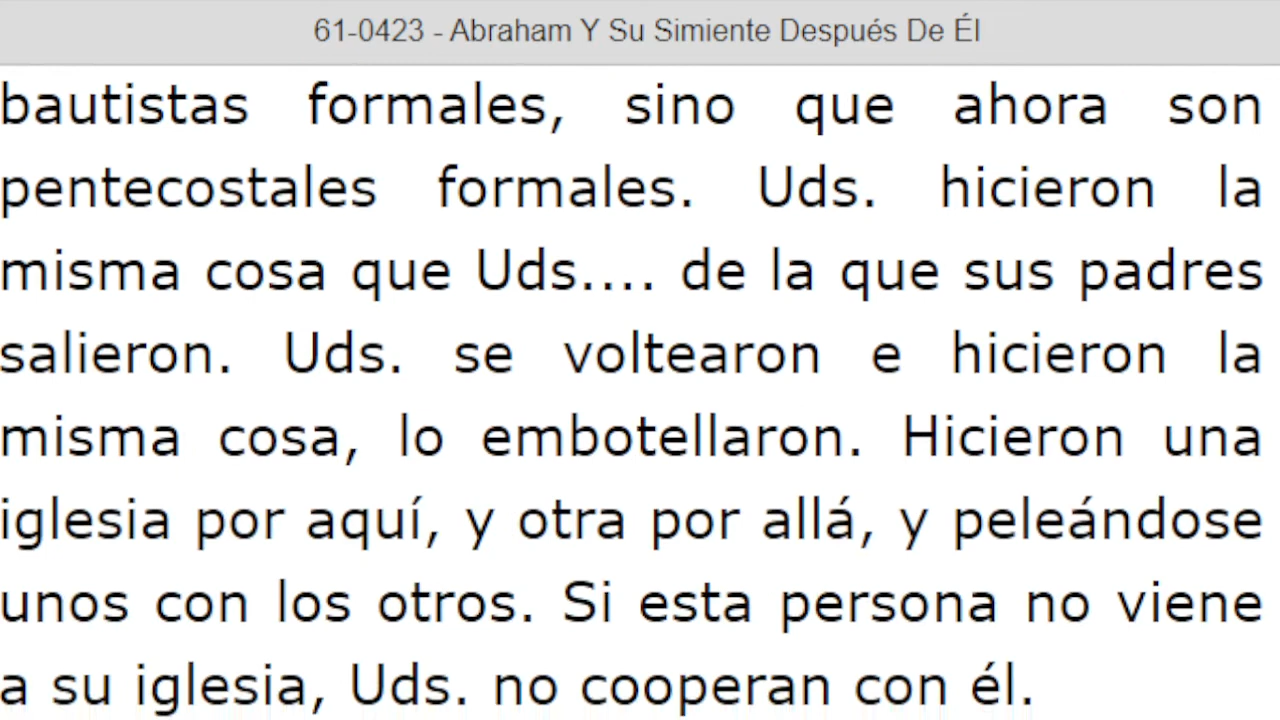 61-0423 - Abraham Y Su Simiente Después De Él
bautistas formales, sino que ahora son
pentecostales formales. Uds. hicieron la
misma cosa que Uds.... de la que sus padres
salieron. Uds. se voltearon e hicieron la
misma cosa, lo embotellaron. Hicieron una
iglesia por aquí, y otra por allá, y peleándose
unos con los otros. Si esta persona no viene
a su iglesia, Uds. no cooperan con él.